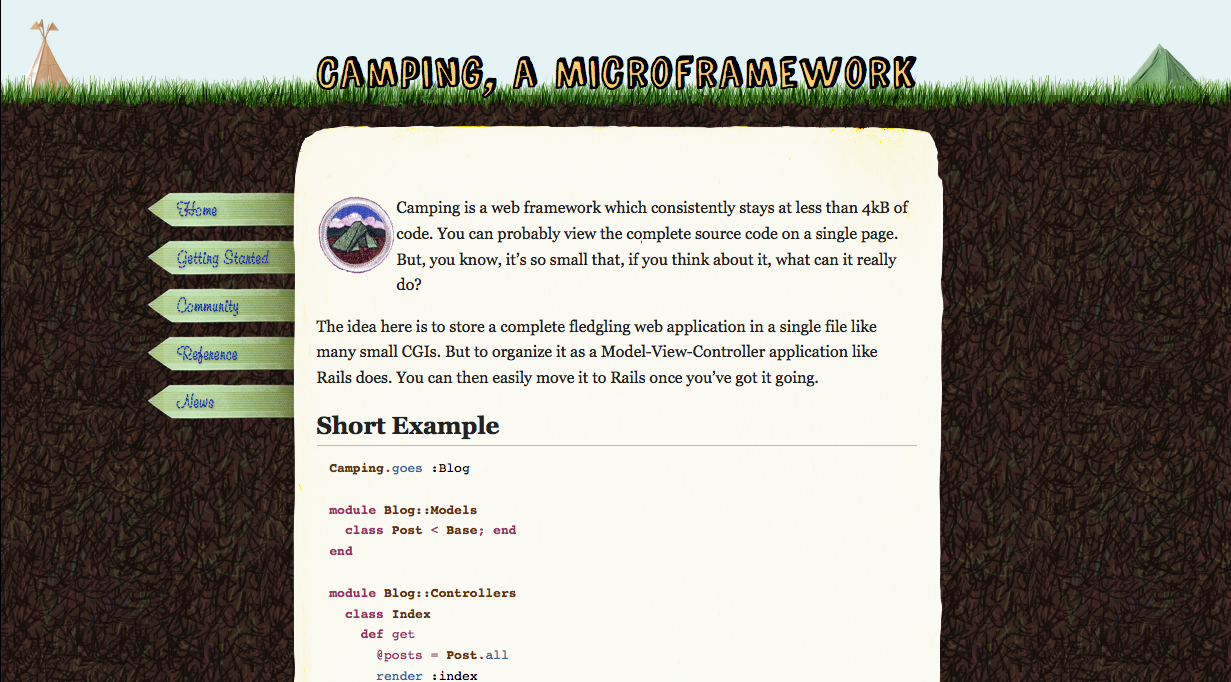 CAMPING, A MICROFRAMEWORK
Home
Getting Started
Community
Reference
News
Camping is a web framework which consistently stays at less than 4kB of
code. You can probably view the complete source code on a single page.
But, you know, it’s so small that, if you think about it, what can it really
do?
The idea here is to store a complete fledgling web application in a single file like
many small CGIs. But to organize it as a Model-View-Controller application like
Rails does. You can then easily move it to Rails once you’ve got it going.
Short Example
Camping.goes :Blog
module Blog::Models
class Post < Base; end
end
module Blog::Controllers
class Index
def get
@posts = Post.all
render :index